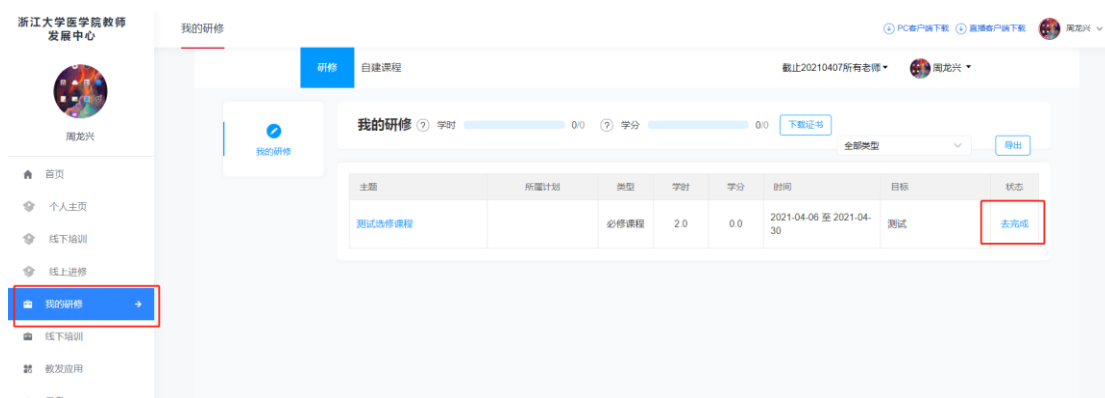 浙江大学医学院教师
发展中心
周龙兴
首页
个人主页
线下培训
线上进修
我的研修
线下培训
教发应用
我的研修
PC客户端下载 直播客户端下载 周龙兴
研修 自建课程 截止20210407所有老师 周龙兴
我的研修
我的研修 ? 学时 0/0 ? 学分 0/0 下载证书
全部类型 导出
主题 所属计划 类型 学时 学分 时间 目标 状态
测试选修课程 必修课程 2.0 0.0 2021-04-06 至 2021-04-
30 测试 去完成